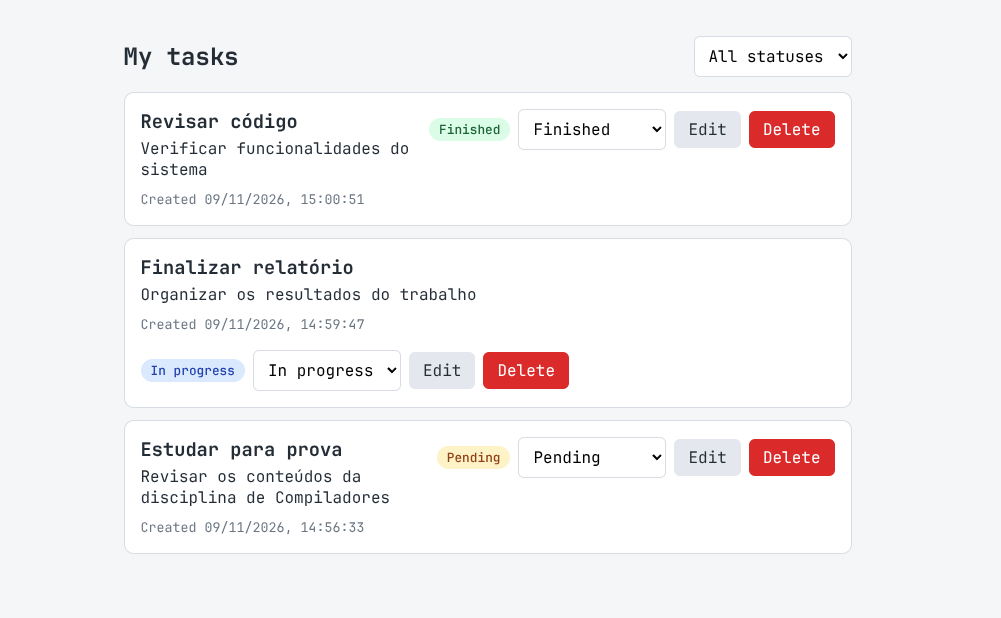 My tasks
All statuses
Revisar código
Verificar funcionalidades do
sistema
Created 09/11/2026, 15:00:51
Finished
Finished
Edit
Delete
Finalizar relatório
Organizar os resultados do trabalho
Created 09/11/2026, 14:59:47
In progress
In progress
Edit
Delete
Estudar para prova
Revisar os conteúdos da
disciplina de Compiladores
Created 09/11/2026, 14:56:33
Pending
Pending
Edit
Delete